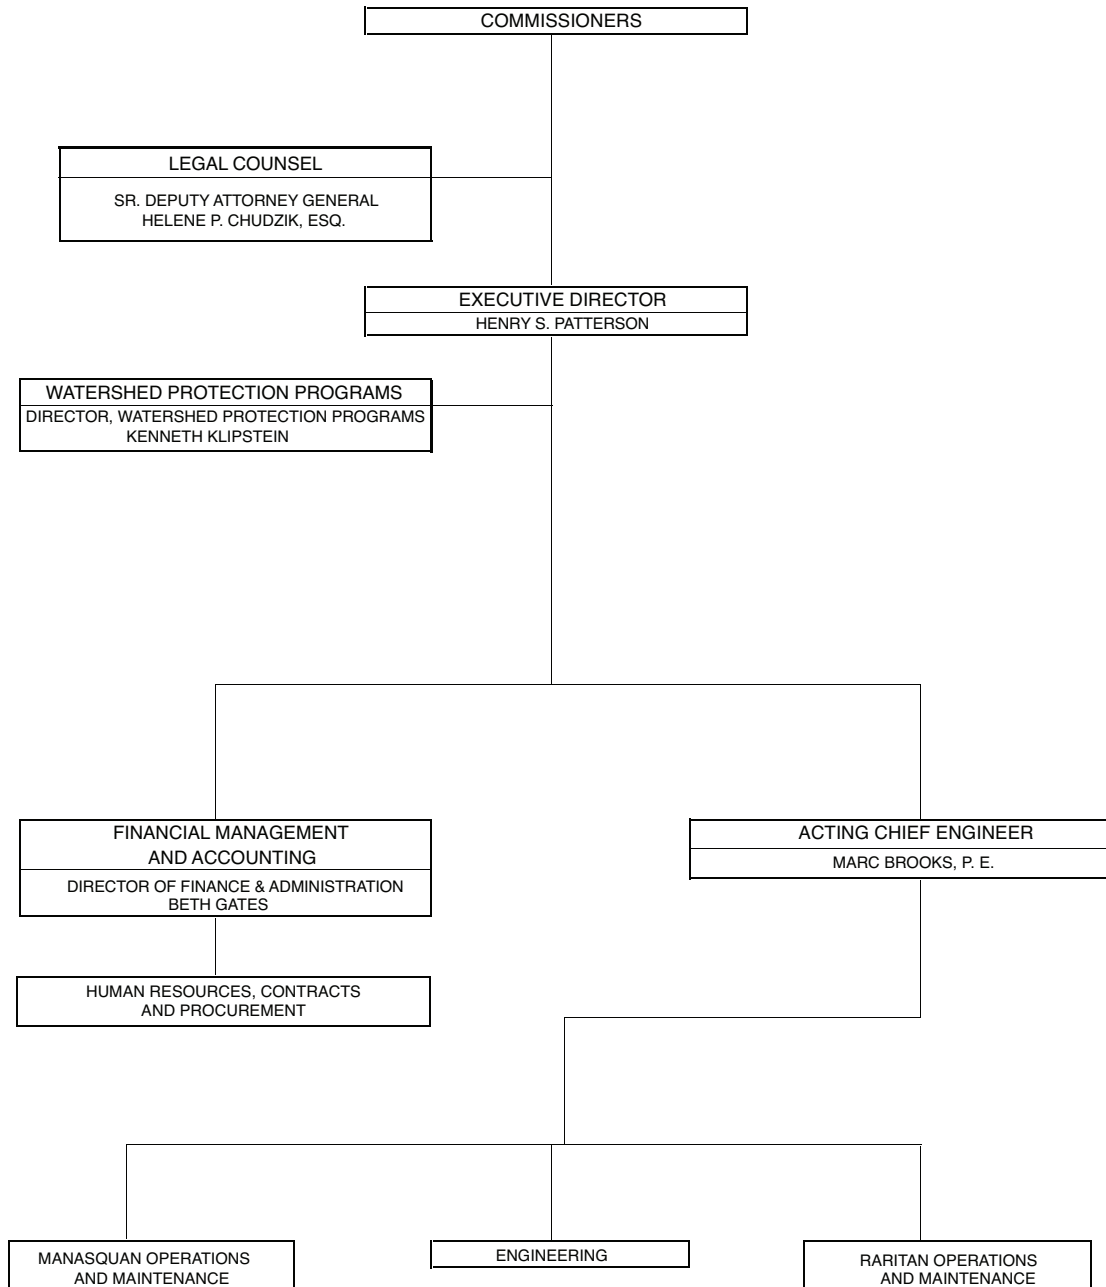 COMMISSIONERS
LEGAL COUNSEL
SR. DEPUTY ATTORNEY GENERAL
HELENE P. CHUDZIK, ESQ.
EXECUTIVE DIRECTOR
HENRY S. PATTERSON
WATERSHED PROTECTION PROGRAMS
DIRECTOR, WATERSHED PROTECTION PROGRAMS
KENNETH KLIPSTEIN
FINANCIAL MANAGEMENT
AND ACCOUNTING
DIRECTOR OF FINANCE & ADMINISTRATION
BETH GATES
ACTING CHIEF ENGINEER
MARC BROOKS, P. E.
HUMAN RESOURCES, CONTRACTS
AND PROCUREMENT
MANASQUAN OPERATIONS
AND MAINTENANCE
ENGINEERING
RARITAN OPERATIONS
AND MAINTENANCE